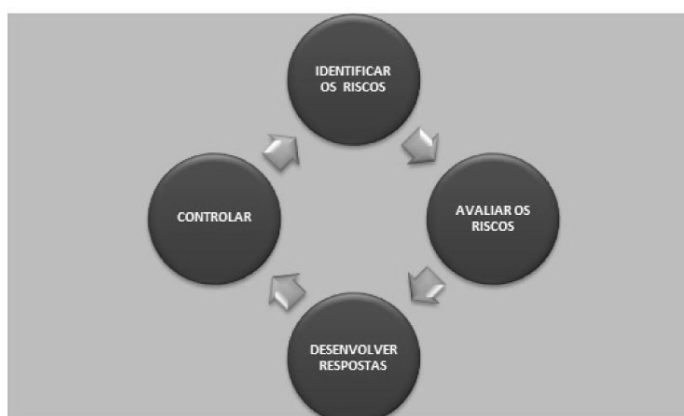 IDENTIFICAR
OS RISCOS
AVALIAR OS
RISCOS
DESENVOLVER
RESPOSTAS
CONTROLAR